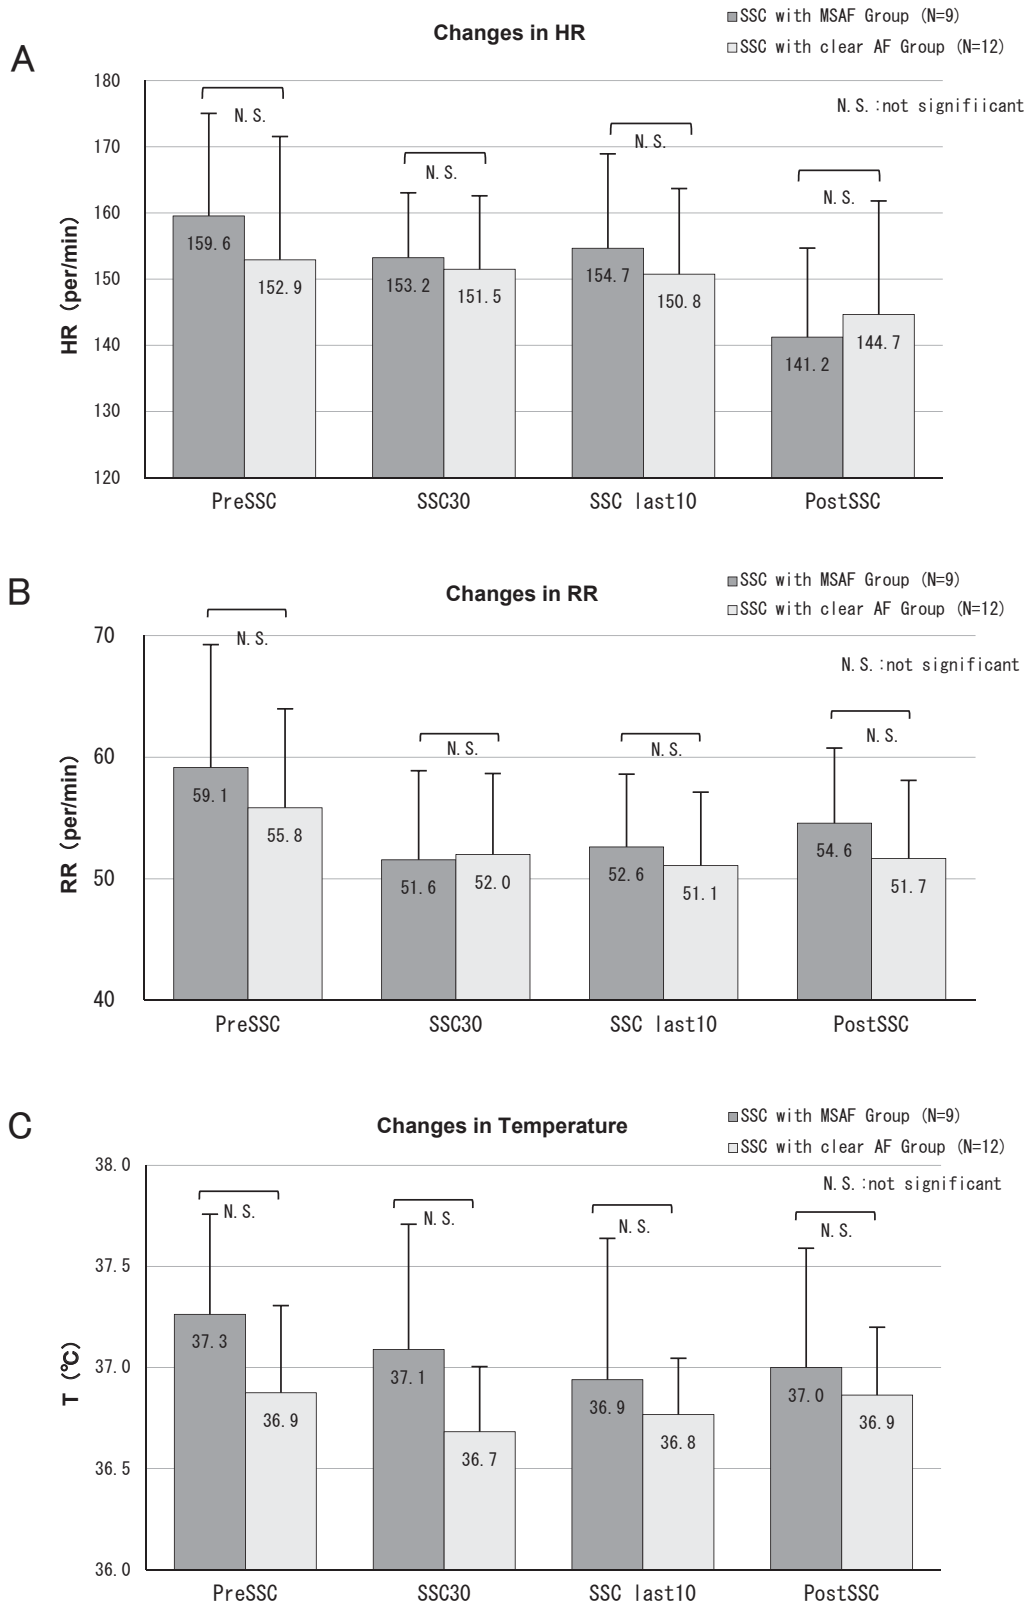 A
Changes in HR
SSC with MSAF Group (N=9)
SSC with clear AF Group (N=12)
N.S.:not signifiicant
HR (per/min)
180
170
160
150
140
130
120
N.S.
N.S.
N.S.
N.S.
159.6
152.9
153.2
151.5
154.7
150.8
141.2
144.7
PreSSC
SSC30
SSC last10
PostSSC
B
Changes in RR
SSC with MSAF Group (N=9)
SSC with clear AF Group (N=12)
N.S.:not significant
RR (per/min)
70
60
50
40
N.S.
N.S.
N.S.
N.S.
59.1
55.8
51.6
52.0
52.6
51.1
54.6
51.7
PreSSC
SSC30
SSC last10
PostSSC
C
Changes in Temperature
SSC with MSAF Group (N=9)
SSC with clear AF Group (N=12)
N.S.:not significant
T (℃)
38.0
37.5
37.0
36.5
36.0
N.S.
N.S.
N.S.
N.S.
37.3
36.9
37.1
36.7
36.9
36.8
37.0
36.9
PreSSC
SSC30
SSC last10
PostSSC